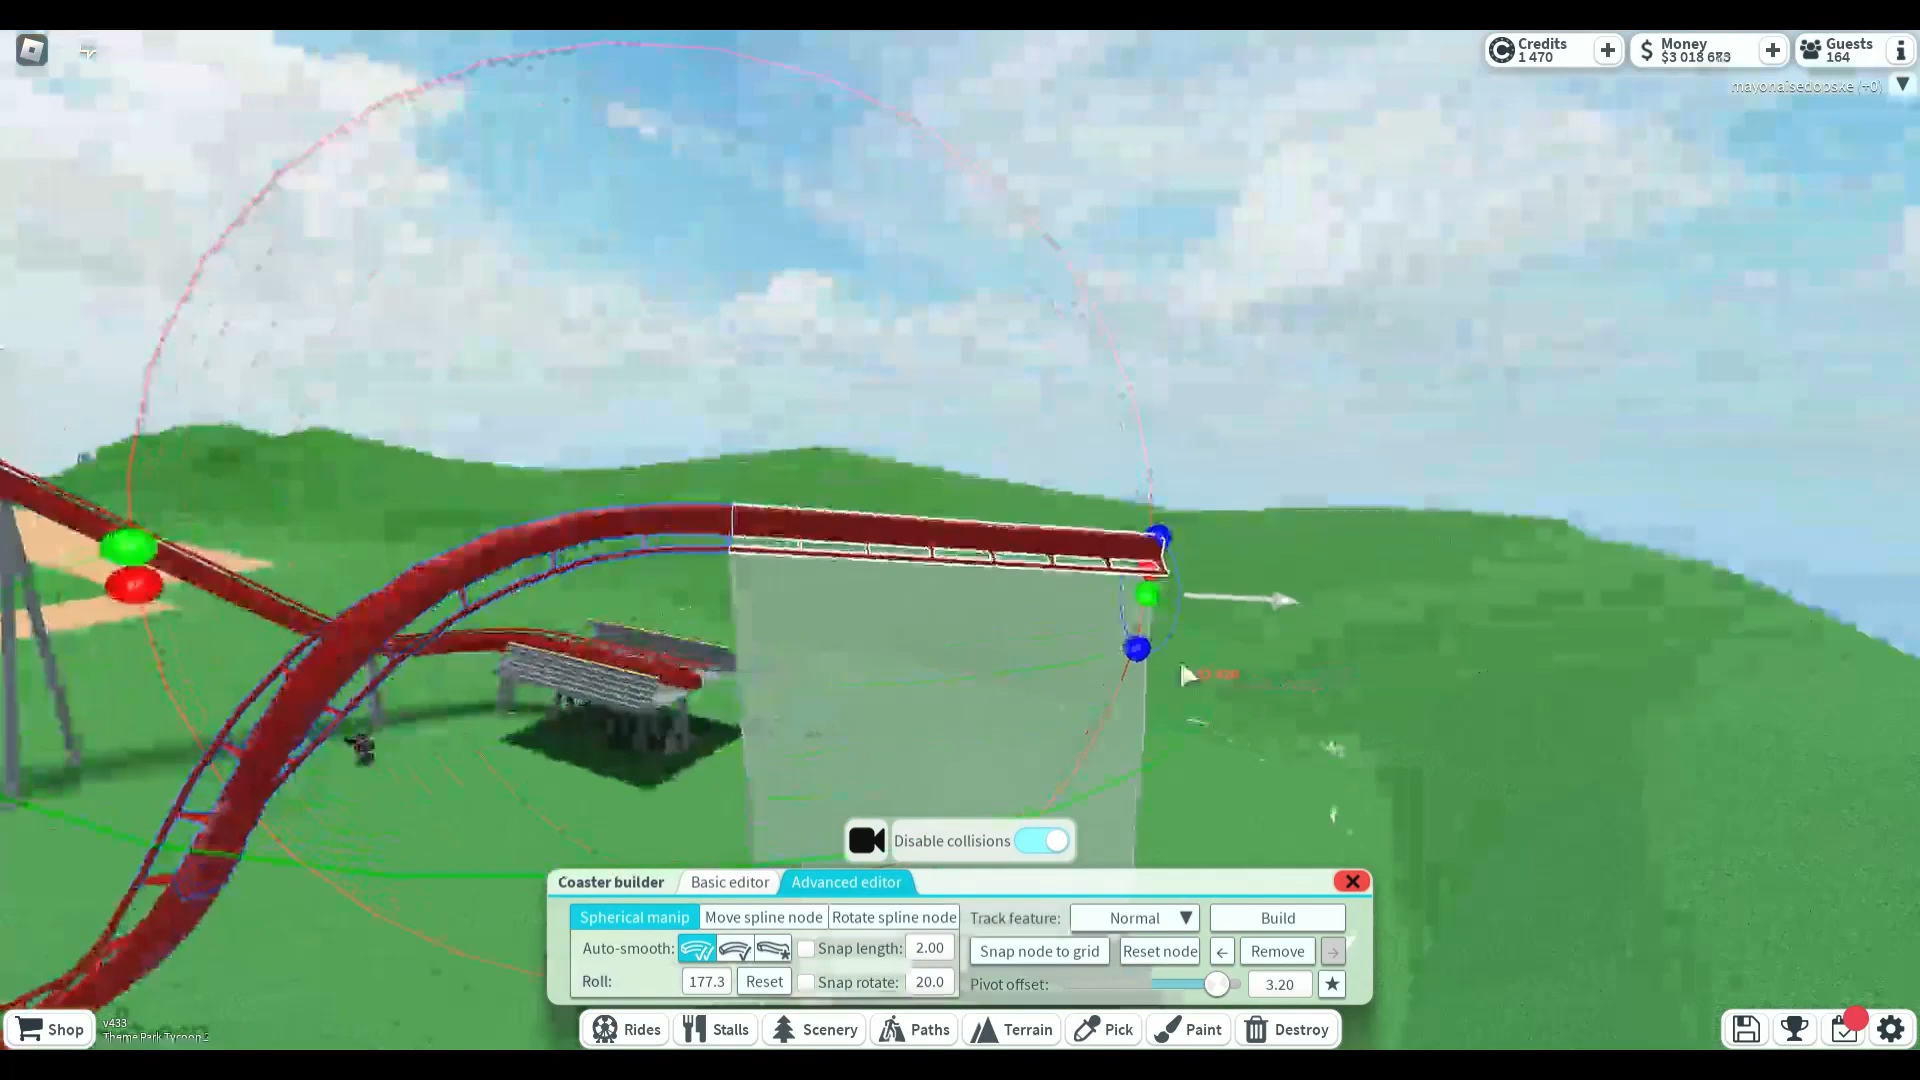 Credits
1 470
Money
Guests
164
mayonaisedopske (+0)
Disable collisions
Coaster builder Basic editor Advanced editor
Spherical manip Move spline node Rotate spline node Track feature: Normal Build
Auto-smooth: Snap length: 2.00 Snap node to grid Reset node ← Remove →
Roll: 177.3 Reset Snap rotate: 20.0 Pivot offset: 3.20
Shop
v433
Theme Park Tycoon 2
Rides Stalls Scenery Paths Terrain Pick Paint Destroy